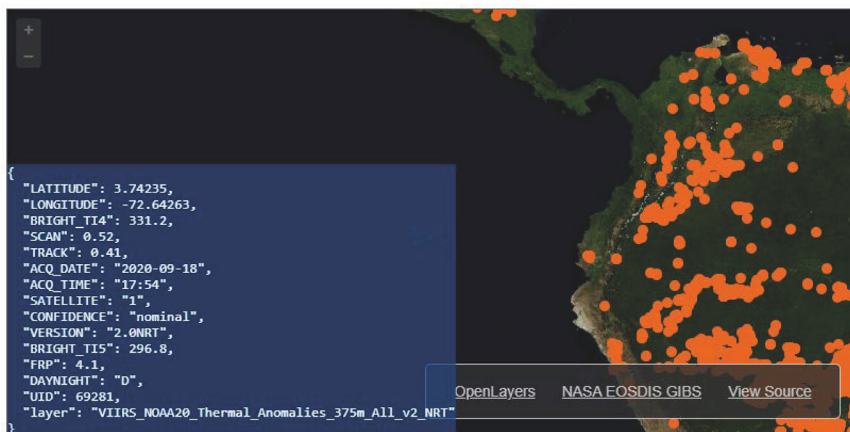 +
−
{
"LATITUDE": 3.74235,
"LONGITUDE": -72.64263,
"BRIGHT_TI4": 331.2,
"SCAN": 0.52,
"TRACK": 0.41,
"ACQ_DATE": "2020-09-18",
"ACQ_TIME": "17:54",
"SATELLITE": "1",
"CONFIDENCE": "nominal",
"VERSION": "2.0NRT",
"BRIGHT_TI5": 296.8,
"FRP": 4.1,
"DAYNIGHT": "D",
"UID": 69281,
"layer": "VIIRS_NOAA20_Thermal_Anomalies_375m_All_v2_NRT"
}
OpenLayers NASA EOSDIS GIBS View Source